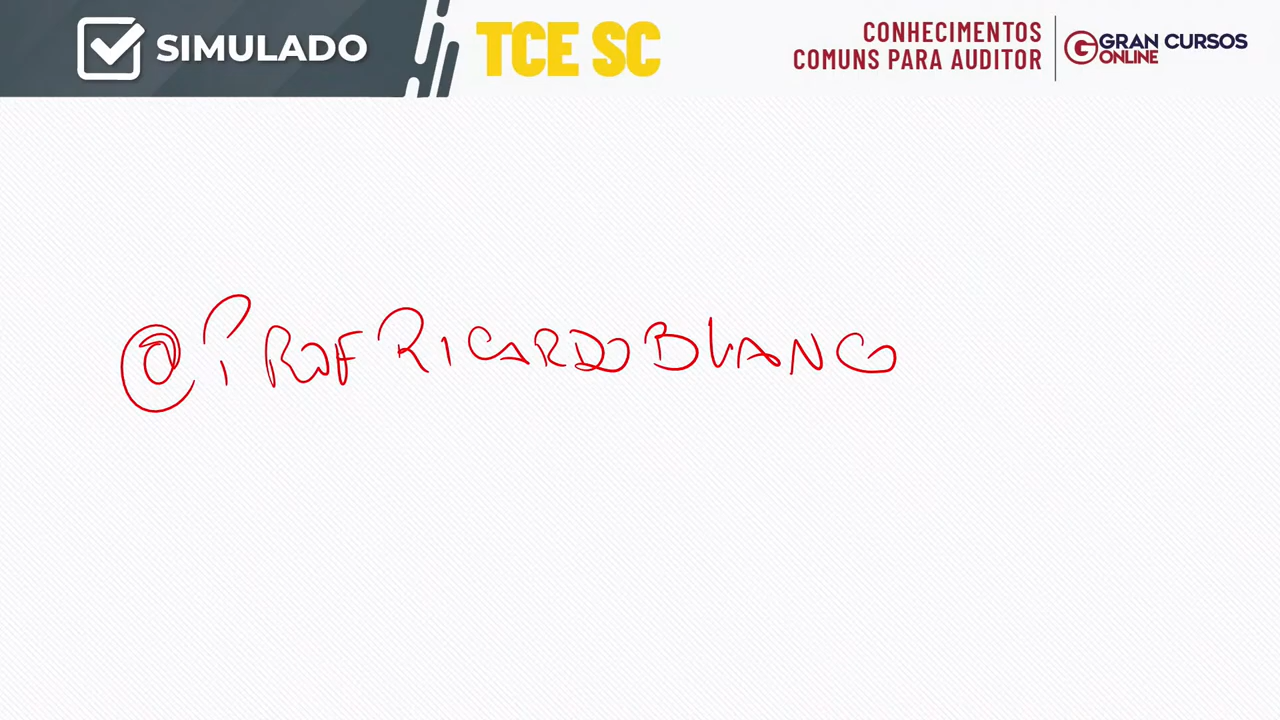 SIMULADO
TCE SC
CONHECIMENTOS
COMUNS PARA AUDITOR
G GRAN CURSOS
ONLINE
@PROFRICARDOBLANCO